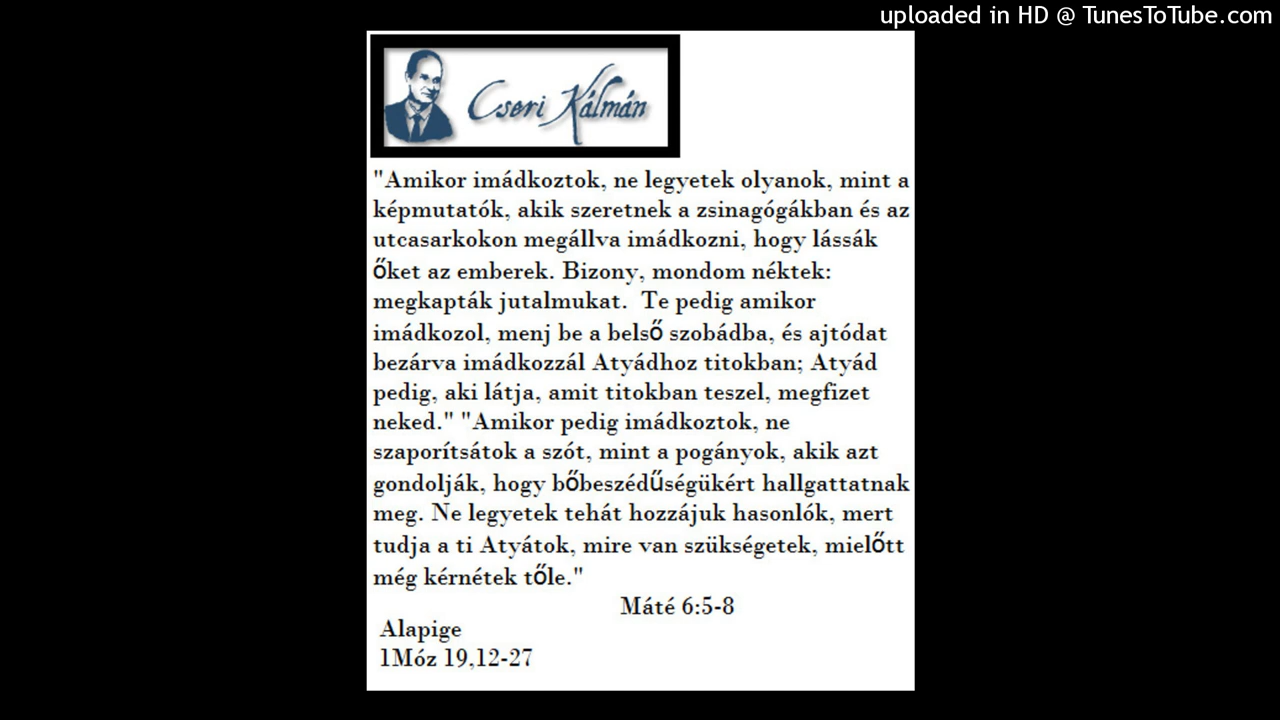 uploaded in HD @ TunesToTube.com
Cseri Kálmán
"Amikor imádkoztok, ne legyetek olyanok, mint a
képmutatók, akik szeretnek a zsinagógákban és az
utcasarkokon megállva imádkozni, hogy lássák
őket az emberek. Bizony, mondom néktek:
megkapták jutalmukat.  Te pedig amikor
imádkozol, menj be a belső szobádba, és ajtódat
bezárva imádkozzál Atyádhoz titokban; Atyád
pedig, aki látja, amit titokban teszel, megfizet
neked." "Amikor pedig imádkoztok, ne
szaporítsátok a szót, mint a pogányok, akik azt
gondolják, hogy bőbeszédűségükért hallgattatnak
meg. Ne legyetek tehát hozzájuk hasonlók, mert
tudja a ti Atyátok, mire van szükségetek, mielőtt
még kérnétek tőle."
Máté 6:5-8
Alapige
1Móz 19,12-27